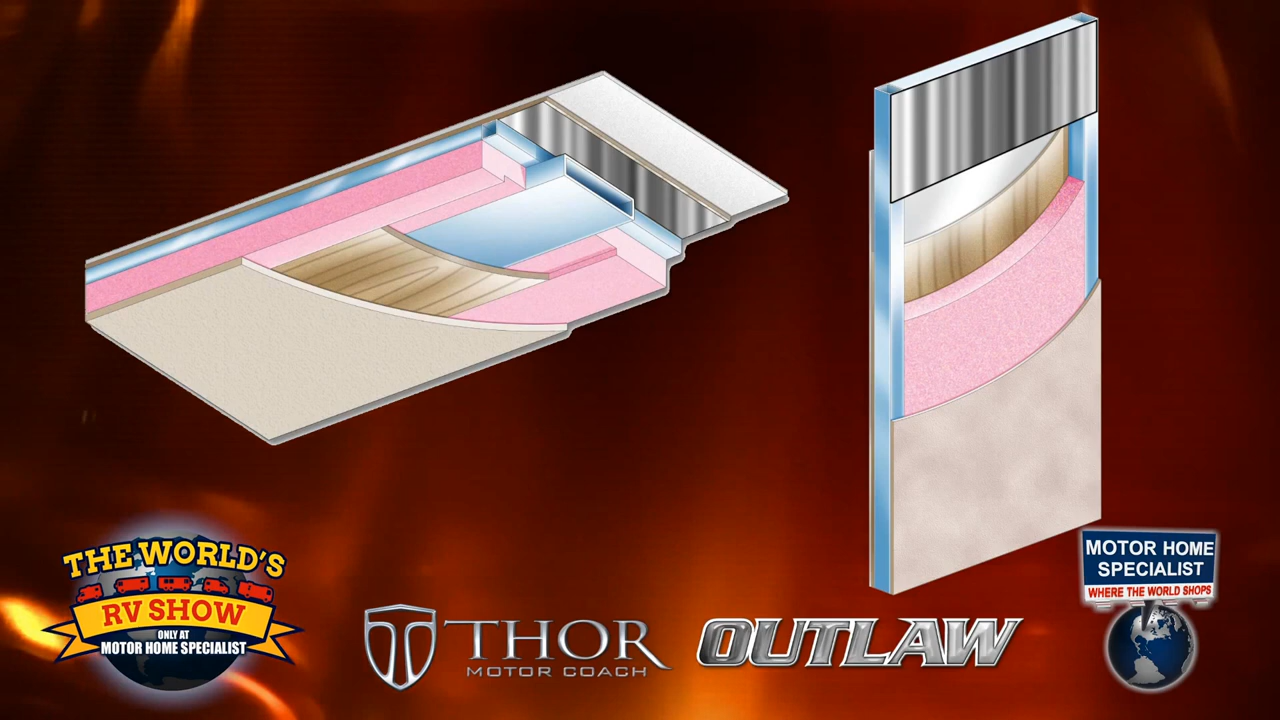 THE WORLD'S
RV SHOW
ONLY AT
MOTOR HOME SPECIALIST
THOR
MOTOR COACH
OUTLAW
MOTOR HOME
SPECIALIST
WHERE THE WORLD SHOPS